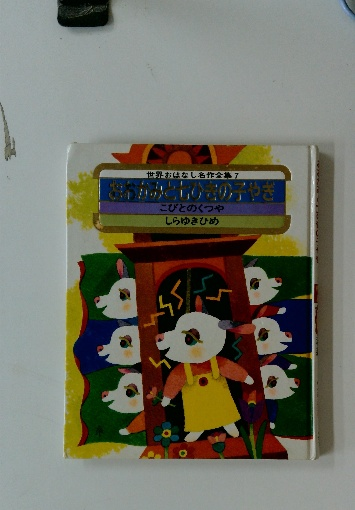 世界おはなし名作全集7
おおかみと七ひきの子やぎ
こびとのくつや
しらゆきひめ